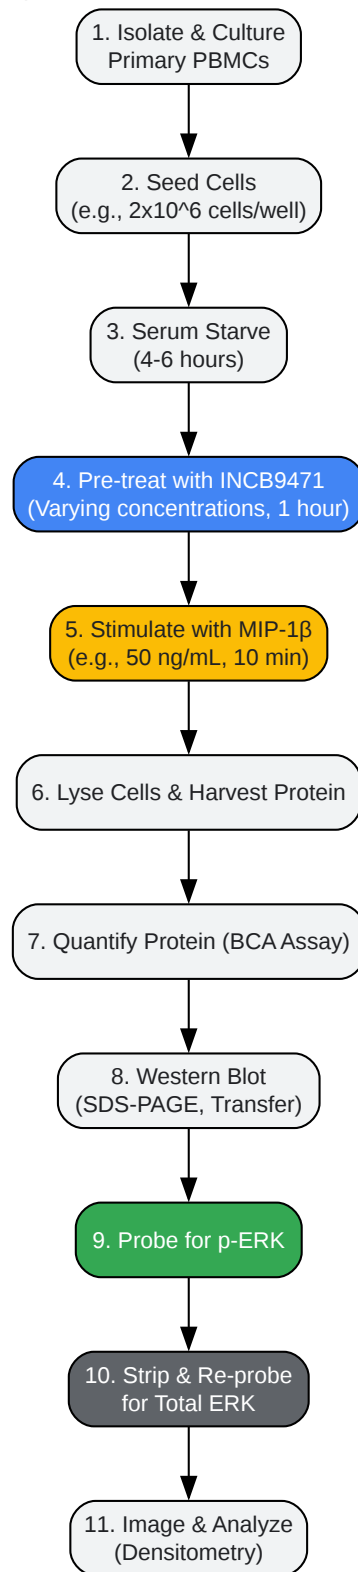 1. Isolate & Culture
Primary PBMCs
2. Seed Cells
(e.g., 2x10^6 cells/well)
3. Serum Starve
(4-6 hours)
4. Pre-treat with INCB9471
(Varying concentrations, 1 hour)
5. Stimulate with MIP-1β
(e.g., 50 ng/mL, 10 min)
6. Lyse Cells & Harvest Protein
7. Quantify Protein (BCA Assay)
8. Western Blot
(SDS-PAGE, Transfer)
9. Probe for p-ERK
10. Strip & Re-probe
for Total ERK
11. Image & Analyze
(Densitometry)